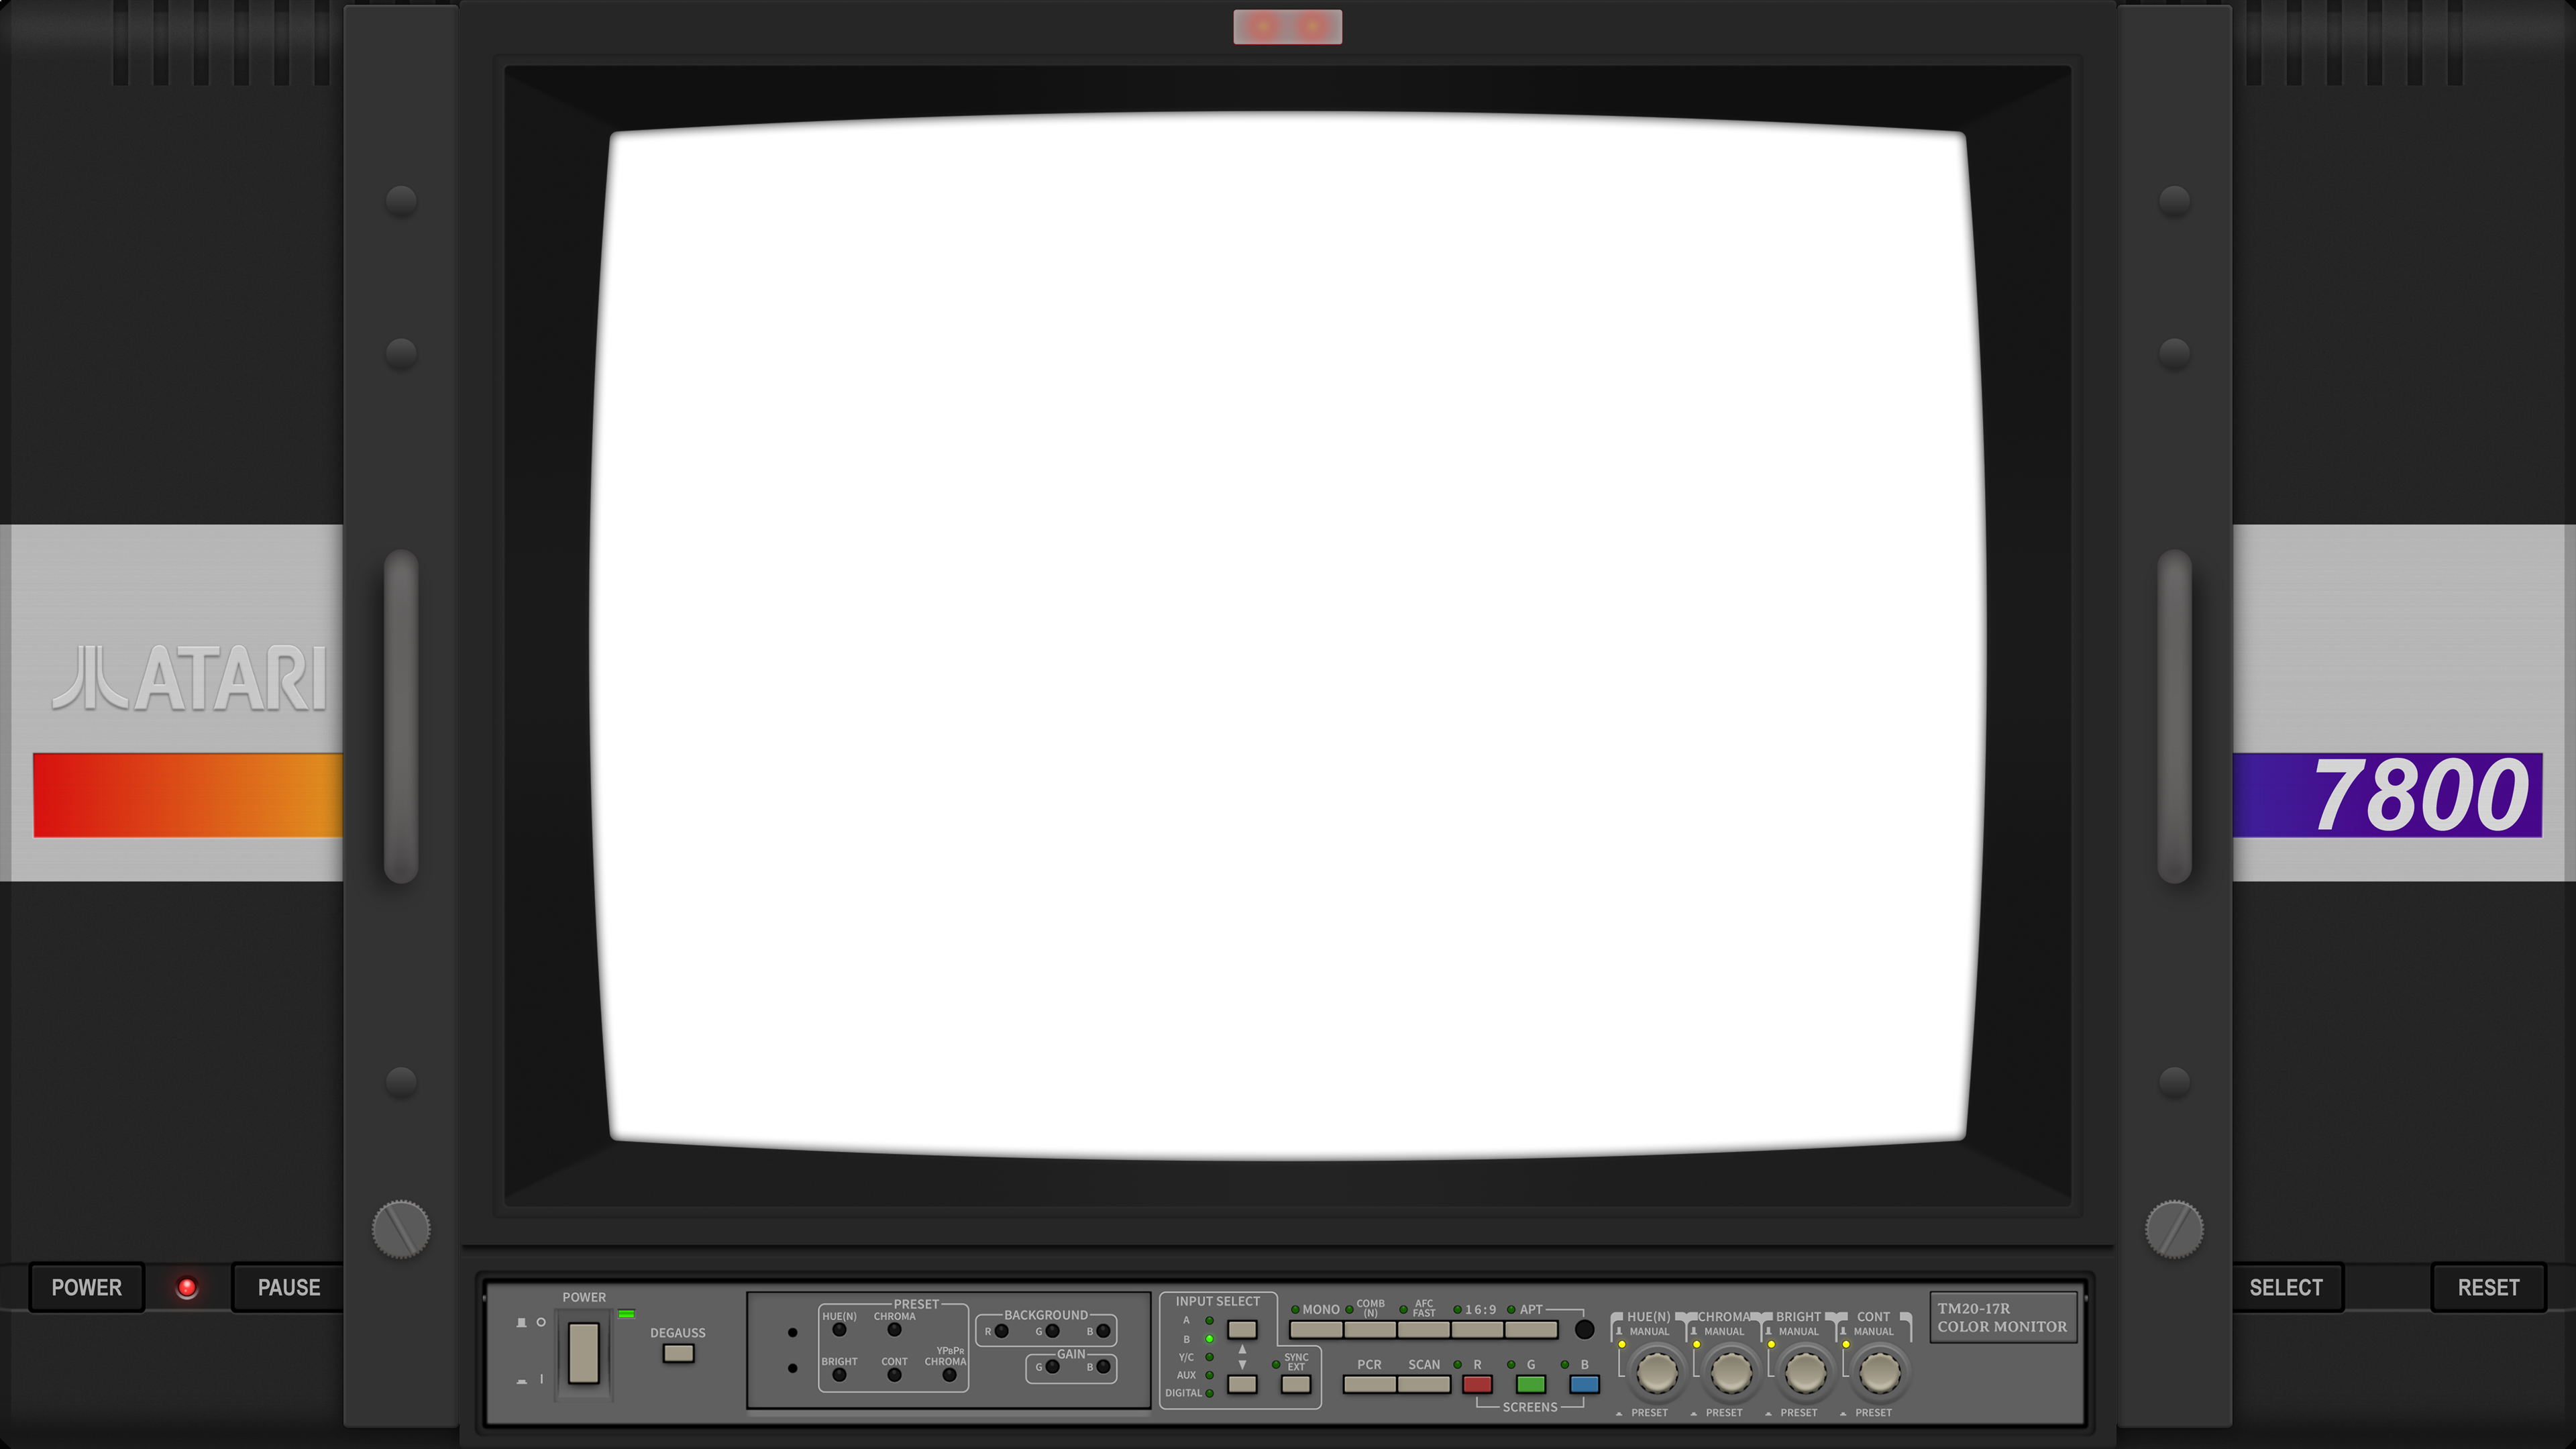 ATARI
7800
POWER
PAUSE
SELECT
RESET
POWER
DEGAUSS
PRESET
HUE(N)
CHROMA
BRIGHT
CONT
YPBPR
CHROMA
BACKGROUND
R
G
B
GAIN
G
B
INPUT SELECT
A
B
Y/C
AUX
DIGITAL
SYNC
EXT
MONO
COMB
(N)
AFC
FAST
16:9
APT
PCR
SCAN
R
G
B
SCREENS
HUE(N)
MANUAL
PRESET
CHROMA
MANUAL
PRESET
BRIGHT
MANUAL
PRESET
CONT
MANUAL
PRESET
TM20-17R
COLOR MONITOR